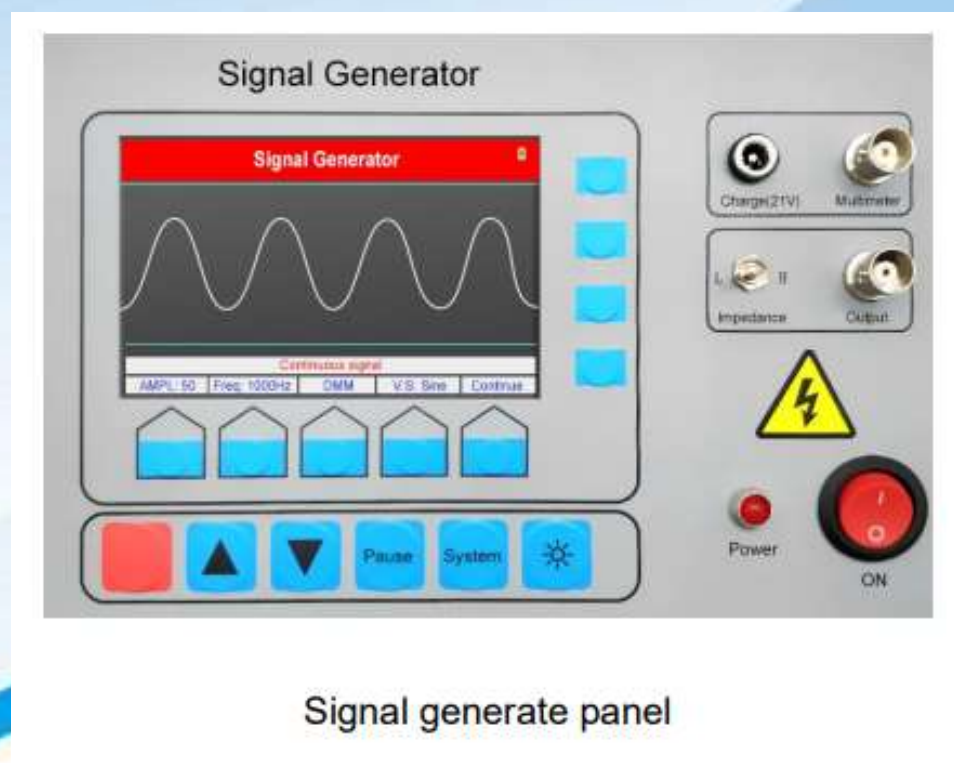 Signal Generator
Signal Generator
Continuous signal
AMPL: 50 Freq: 1000Hz DMM V.S. Sine Continue
Pause System
Charge(21V) Multimeter
L H
Impedance Output
Power
I
O
ON
Signal generate panel